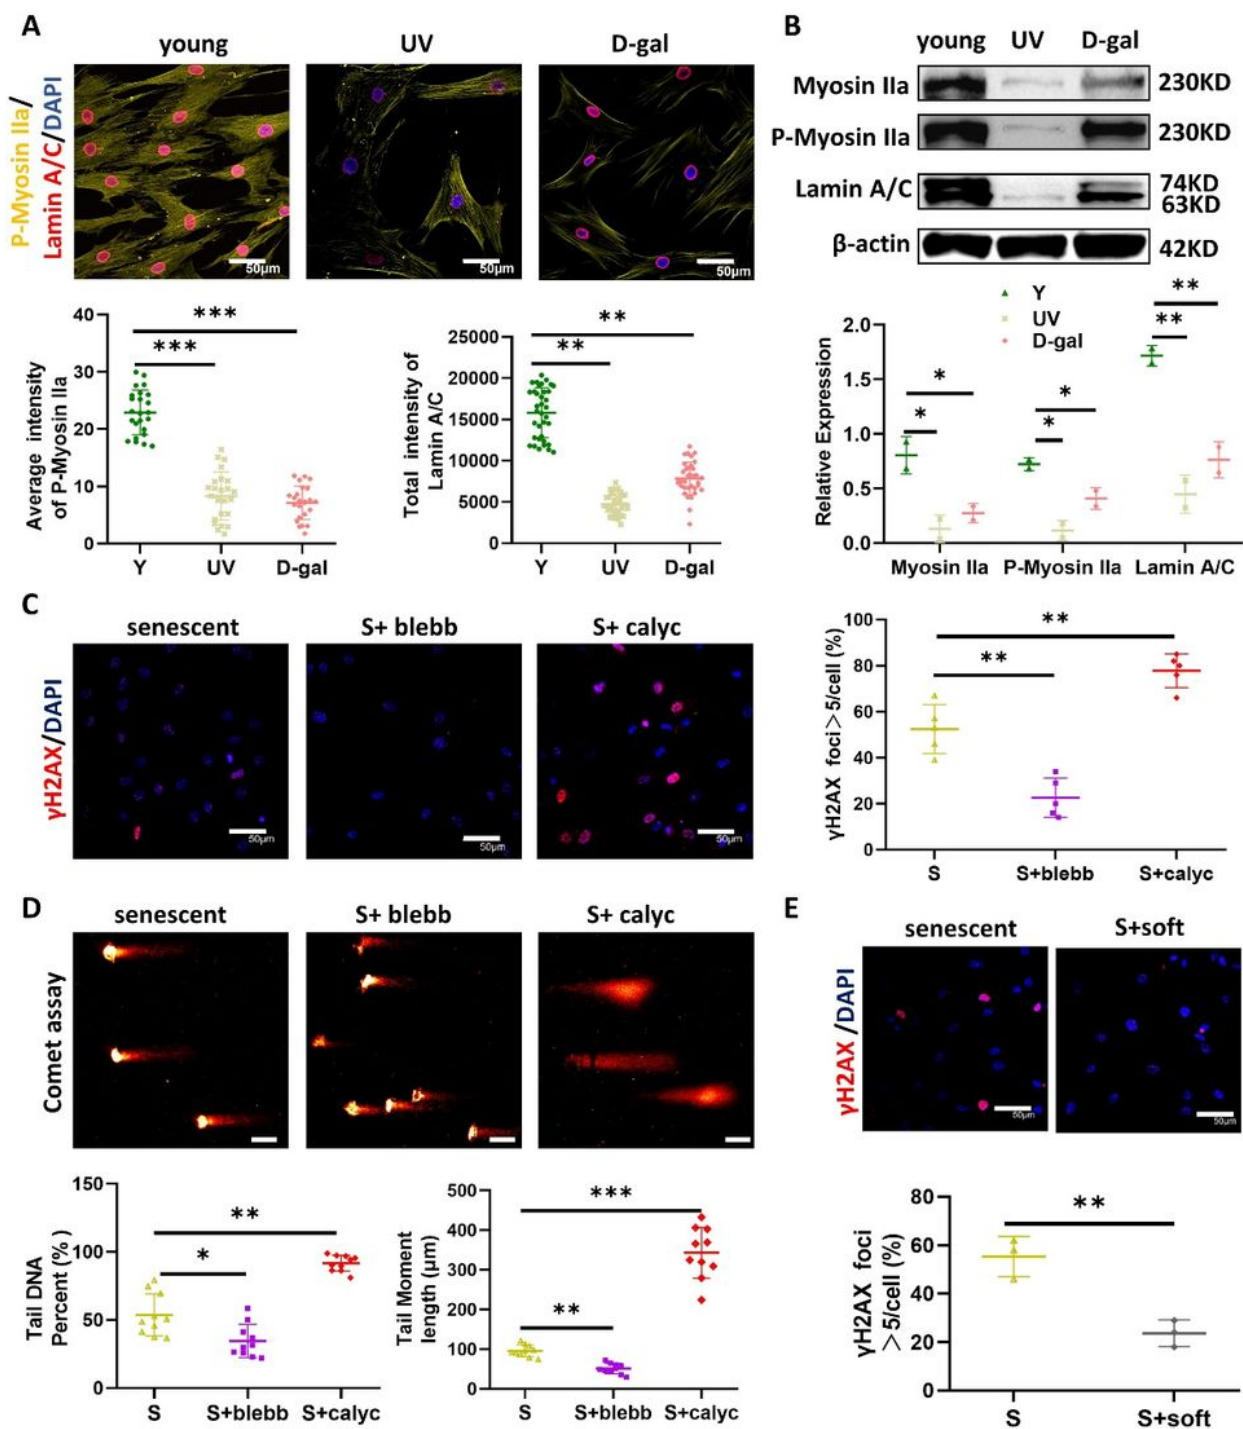 A
young
UV
D-gal
P-Myosin IIa/
Lamin A/C/DAPI
50μm
50μm
50μm
B
young UV D-gal
Myosin IIa 230KD
P-Myosin IIa 230KD
Lamin A/C 74KD
63KD
β-actin 42KD
Average intensity
of P-Myosin IIa
40
30
20
10
0
***
***
Y UV D-gal
Total intensity of
Lamin A/C
25000
20000
15000
10000
5000
0
**
**
Y UV D-gal
Y
UV
D-gal
Relative Expression
2.0
1.5
1.0
0.5
0.0
*
*
*
*
**
**
Myosin IIa P-Myosin IIa Lamin A/C
C
senescent
S+ blebb
S+ calyc
γH2AX/DAPI
50μm
50μm
50μm
γH2AX foci>5/cell (%)
100
80
60
40
20
0
**
**
S S+blebb S+calyc
D
senescent
S+ blebb
S+ calyc
Comet assay
Tail DNA
Percent (%)
150
100
50
0
**
*
S S+blebb S+calyc
Tail Moment
length (μm)
500
400
300
200
100
0
***
**
S S+blebb S+calyc
E
senescent
S+soft
γH2AX /DAPI
50μm
50μm
γH2AX foci
>5/cell (%)
80
60
40
20
0
**
S S+soft